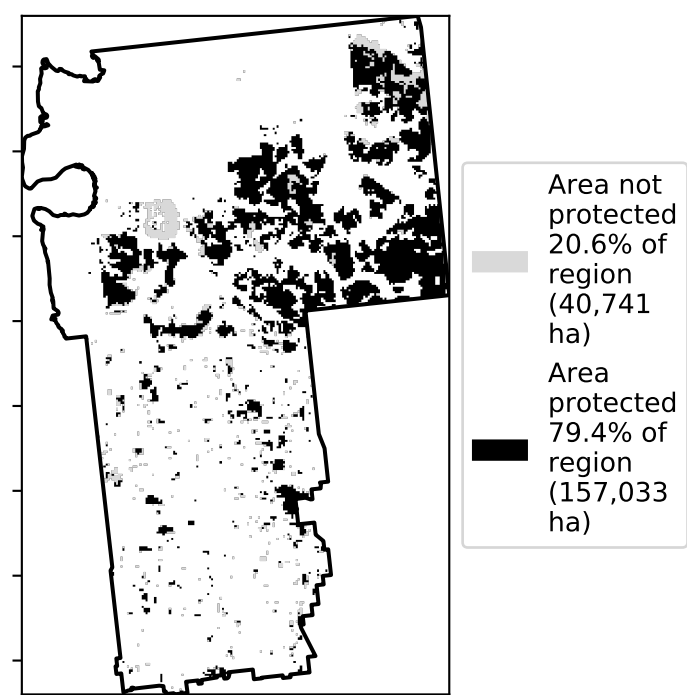 Area not
protected
20.6% of
region
(40,741
ha)
Area
protected
79.4% of
region
(157,033
ha)